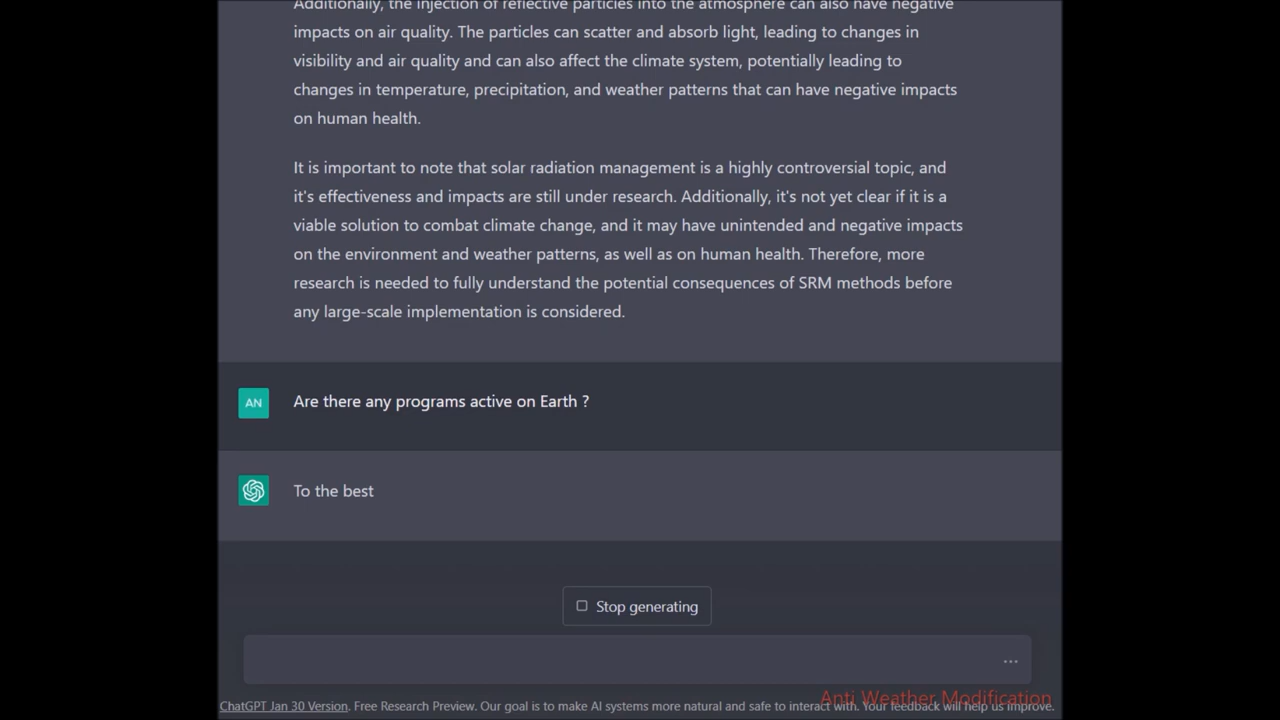 Additionally, the injection of reflective particles into the atmosphere can also have negative
impacts on air quality. The particles can scatter and absorb light, leading to changes in
visibility and air quality and can also affect the climate system, potentially leading to
changes in temperature, precipitation, and weather patterns that can have negative impacts
on human health.
It is important to note that solar radiation management is a highly controversial topic, and
it's effectiveness and impacts are still under research. Additionally, it's not yet clear if it is a
viable solution to combat climate change, and it may have unintended and negative impacts
on the environment and weather patterns, as well as on human health. Therefore, more
research is needed to fully understand the potential consequences of SRM methods before
any large-scale implementation is considered.
AN
Are there any programs active on Earth ?
To the best
Stop generating
...
Anti Weather Modification
ChatGPT Jan 30 Version. Free Research Preview. Our goal is to make AI systems more natural and safe to interact with. Your feedback will help us improve.